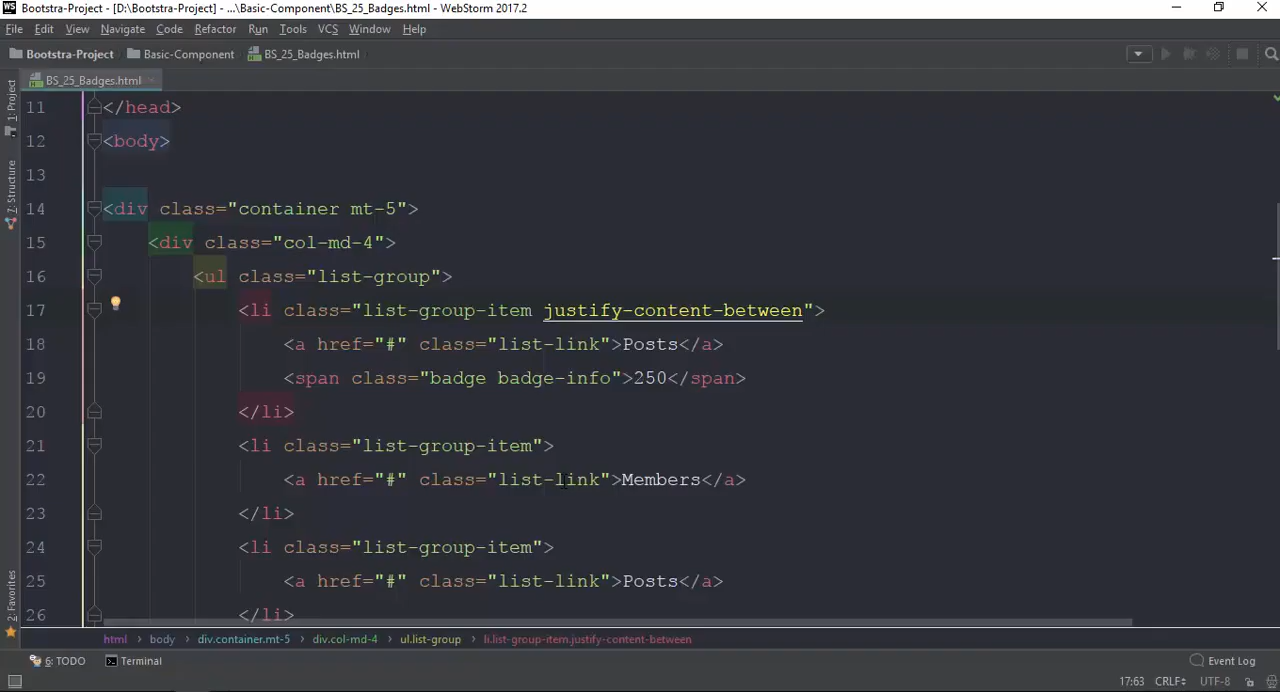 WS Bootstra-Project - [D:\Bootstra-Project] - ...\Basic-Component\BS_25_Badges.html - WebStorm 2017.2
File Edit View Navigate Code Refactor Run Tools VCS Window Help
Bootstra-Project Basic-Component BS_25_Badges.html
BS_25_Badges.html
1: Project
7: Structure
2: Favorites
11 </head>
12 <body>
13
14 <div class="container mt-5">
15 <div class="col-md-4">
16 <ul class="list-group">
17 <li class="list-group-item justify-content-between">
18 <a href="#" class="list-link">Posts</a>
19 <span class="badge badge-info">250</span>
20 </li>
21 <li class="list-group-item">
22 <a href="#" class="list-link">Members</a>
23 </li>
24 <li class="list-group-item">
25 <a href="#" class="list-link">Posts</a>
26 </li>
html body div.container.mt-5 div.col-md-4 ul.list-group li.list-group-item.justify-content-between
6: TODO Terminal Event Log
17:63 CRLF UTF-8